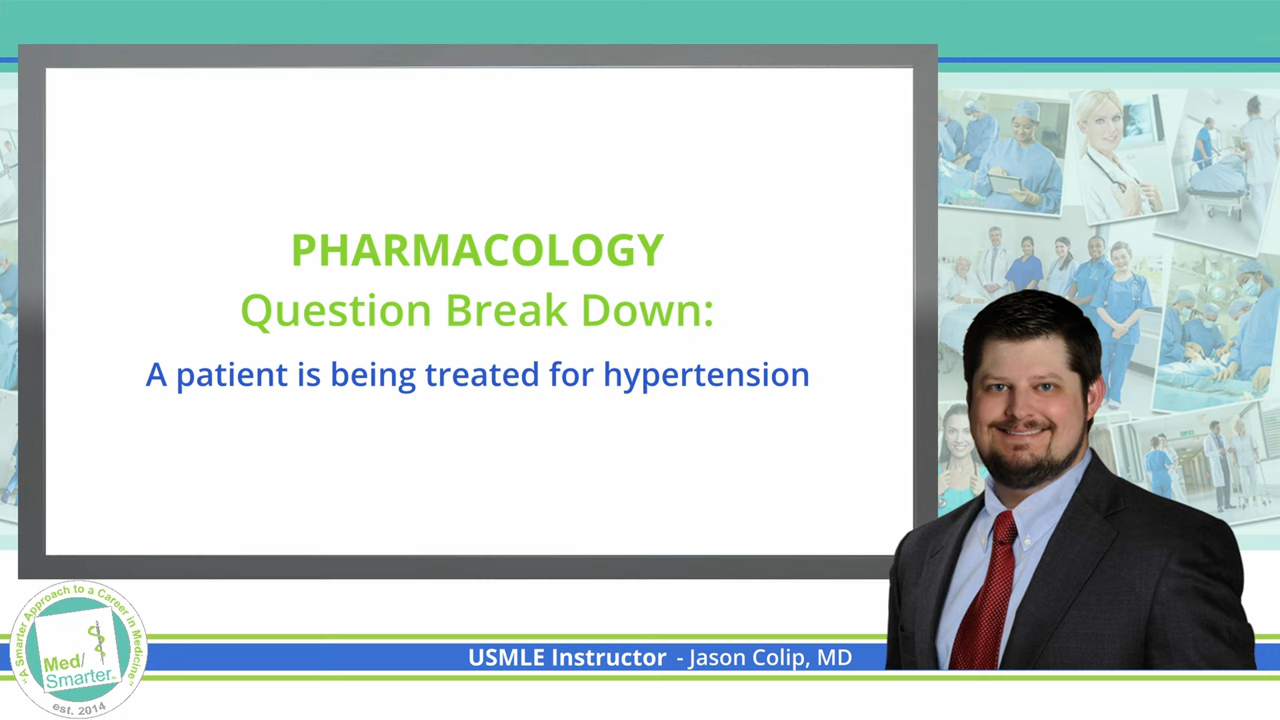 PHARMACOLOGY
Question Break Down:
A patient is being treated for hypertension
USMLE Instructor - Jason Colip, MD
"A Smarter Approach to a Career in Medicine"
Med/
Smarter
est. 2014